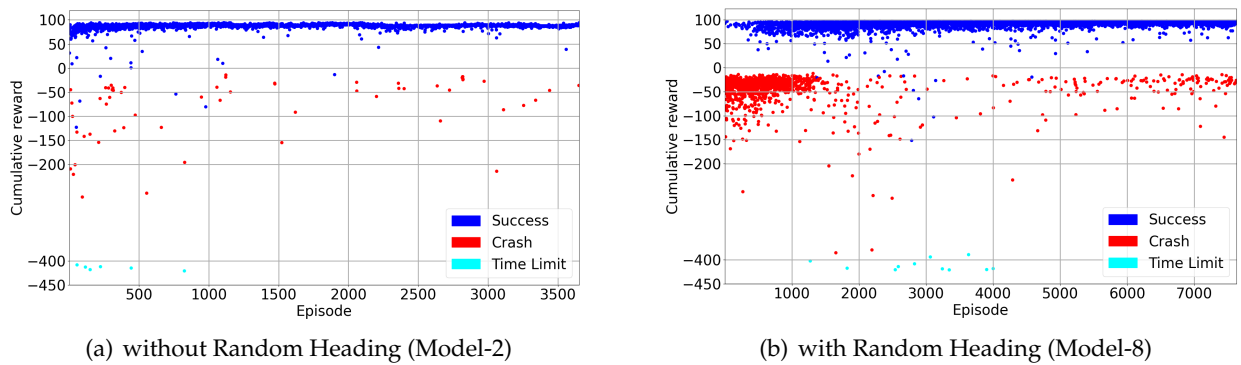 100
50
0
−50
−100
−150
−200
−400
−450
Cumulative reward
500
1000
1500
2000
2500
3000
3500
Episode
Success
Crash
Time Limit
(a) without Random Heading (Model-2)
100
50
0
−50
−100
−150
−200
−400
−450
Cumulative reward
1000
2000
3000
4000
5000
6000
7000
Episode
Success
Crash
Time Limit
(b) with Random Heading (Model-8)